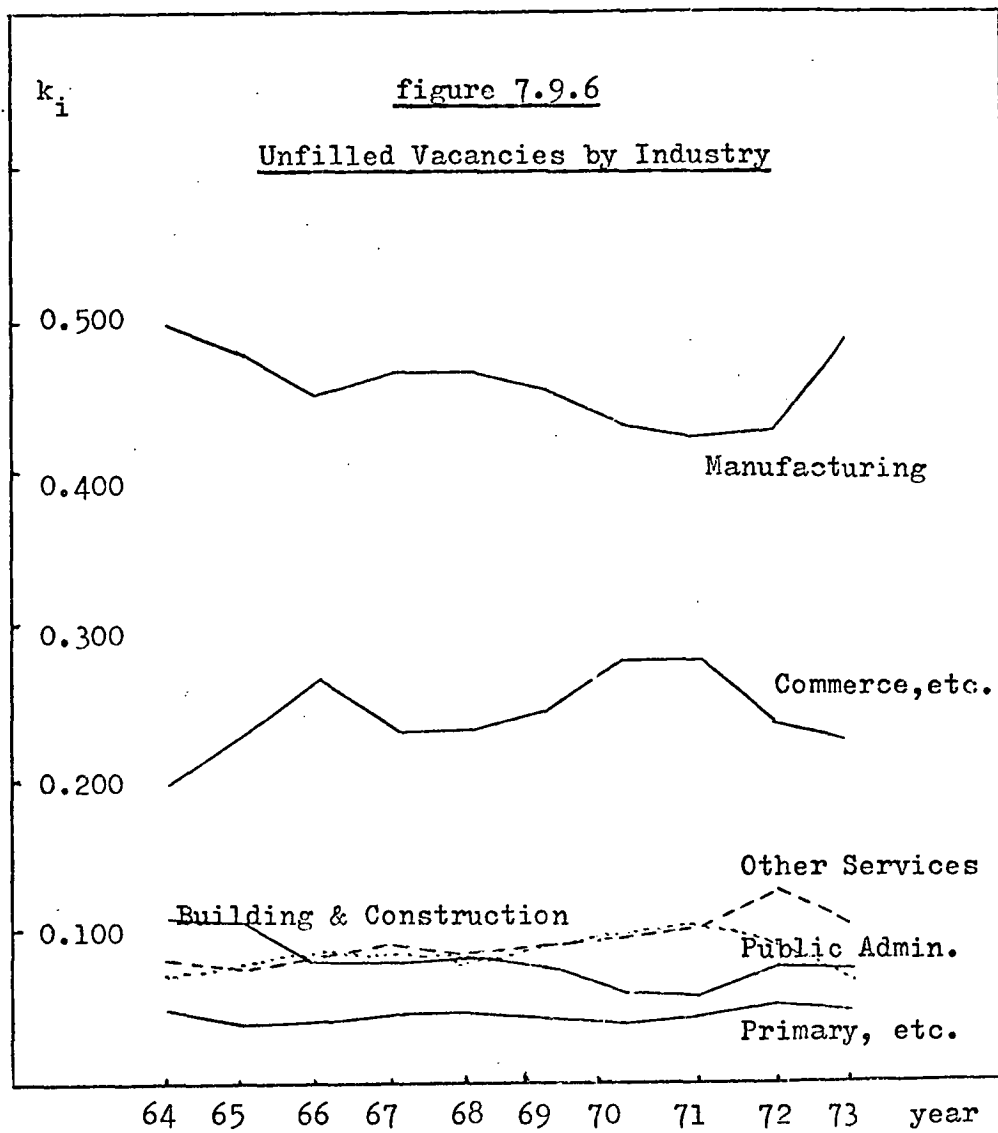 k_i
figure 7.9.6
Unfilled Vacancies by Industry
0.500
Manufacturing
0.400
0.300
Commerce,etc.
0.200
Other Services
Building & Construction
0.100
Public Admin.
Primary, etc.
64 65 66 67 68 69 70 71 72 73 year